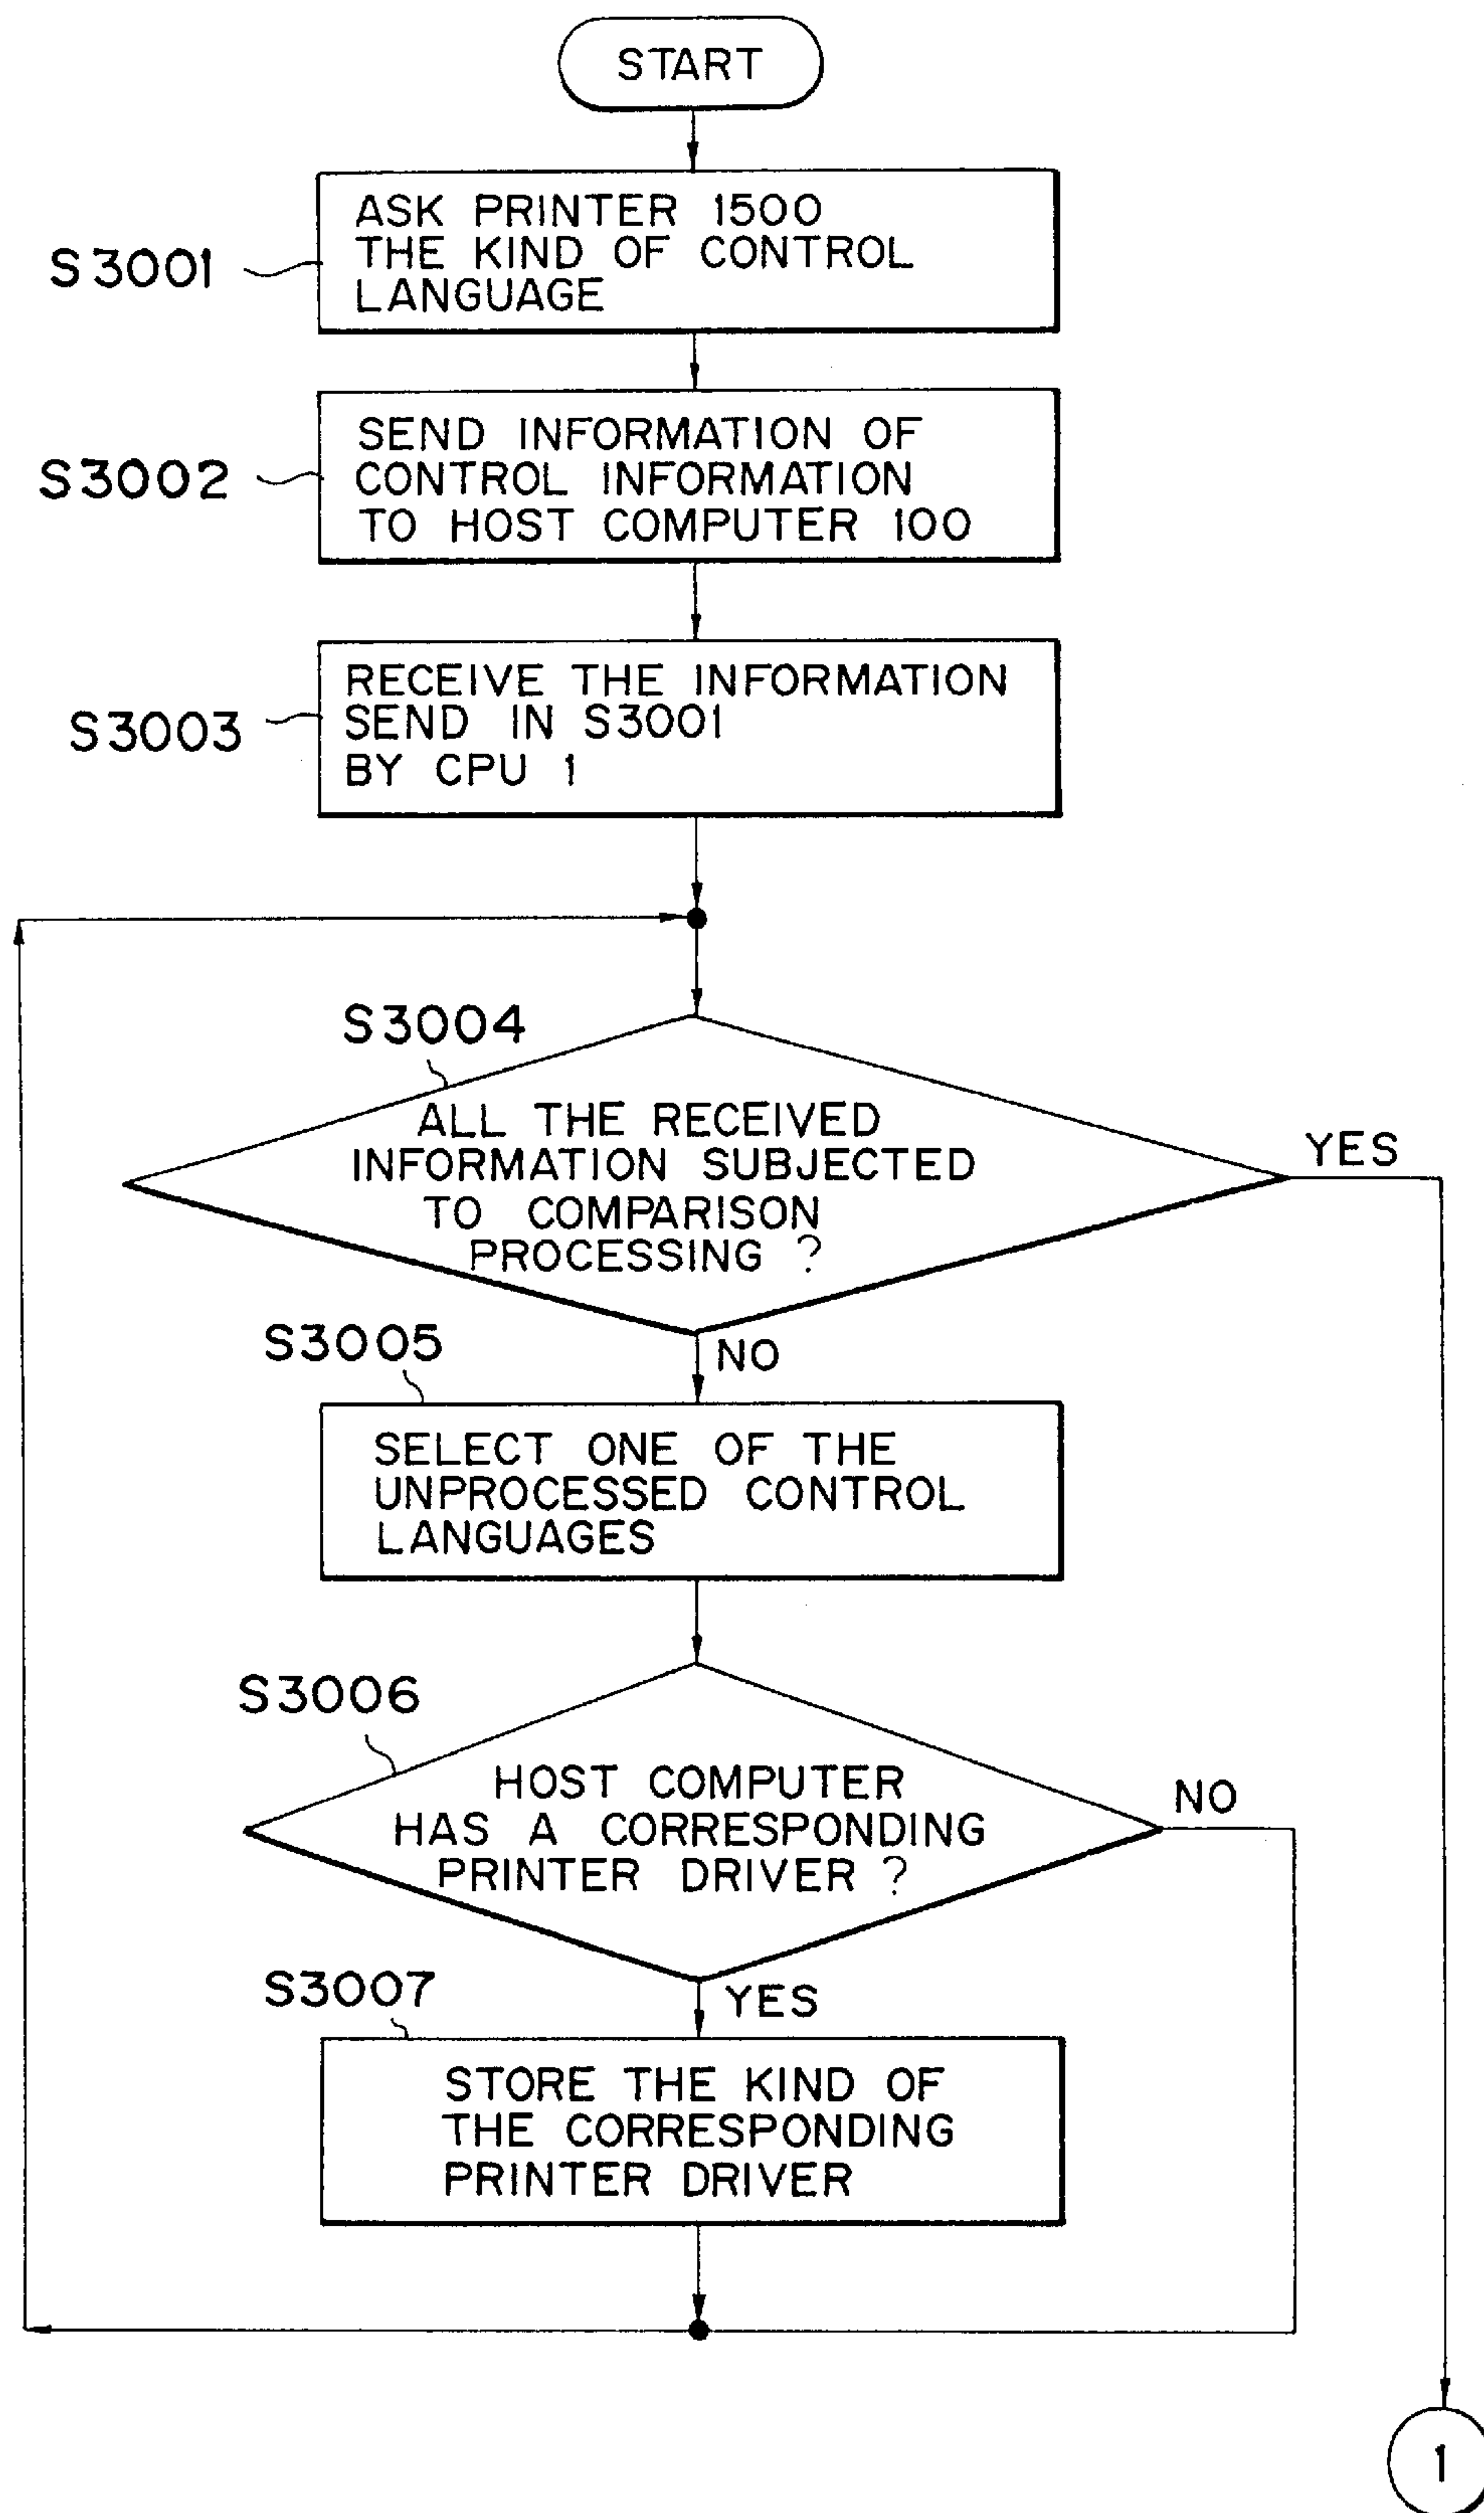 START
ASK PRINTER 1500
THE KIND OF CONTROL
LANGUAGE
S3001
SEND INFORMATION OF
CONTROL INFORMATION
TO HOST COMPUTER 100
S3002
RECEIVE THE INFORMATION
SEND IN S3001
BY CPU 1
S3003
S3004
ALL THE RECEIVED
INFORMATION SUBJECTED
TO COMPARISON
PROCESSING ?
YES
NO
S3005
SELECT ONE OF THE
UNPROCESSED CONTROL
LANGUAGES
S3006
HOST COMPUTER
HAS A CORRESPONDING
PRINTER DRIVER ?
NO
YES
S3007
STORE THE KIND OF
THE CORRESPONDING
PRINTER DRIVER
1